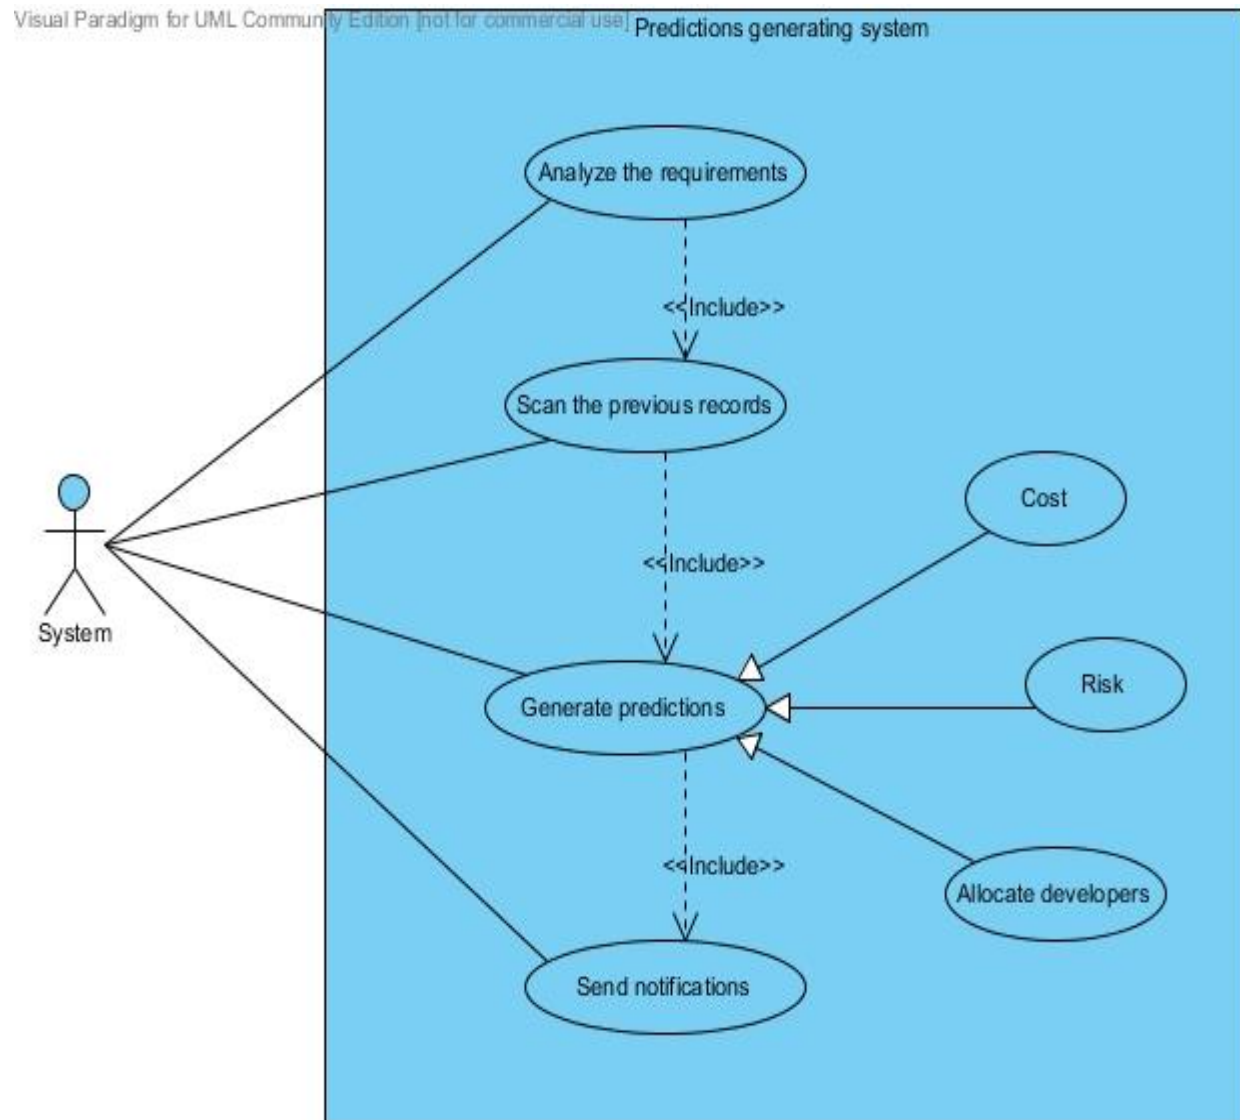 Visual Paradigm for UML Community Edition [not for commercial use]
Predictions generating system
Analyze the requirements
<<Include>>
Scan the previous records
Cost
<<Include>>
System
Risk
Generate predictions
<<Include>>
Allocate developers
Send notifications